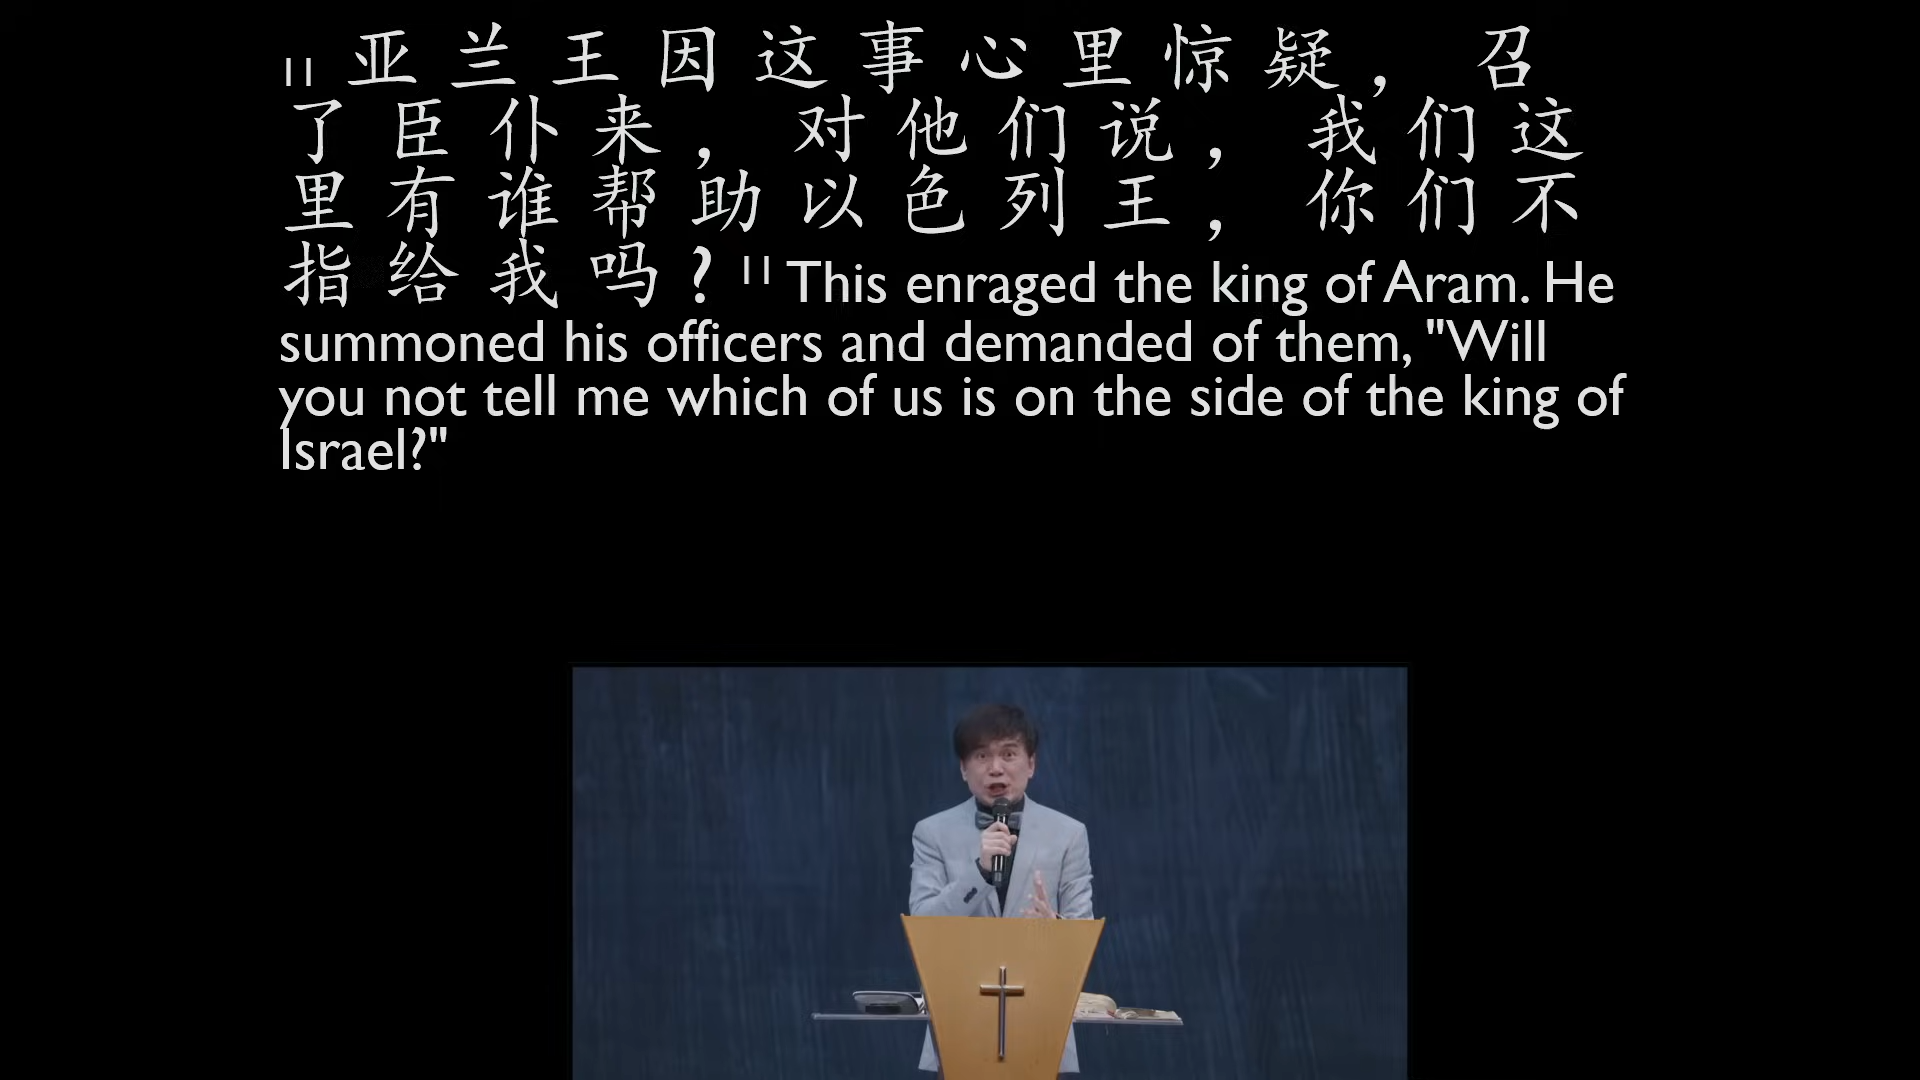 11 亚兰王因这事心里惊疑，召
了臣仆来，对他们说，我们这
里有谁帮助以色列王，你们不
指给我吗？11 This enraged the king of Aram. He
summoned his officers and demanded of them, "Will
you not tell me which of us is on the side of the king of
Israel?"